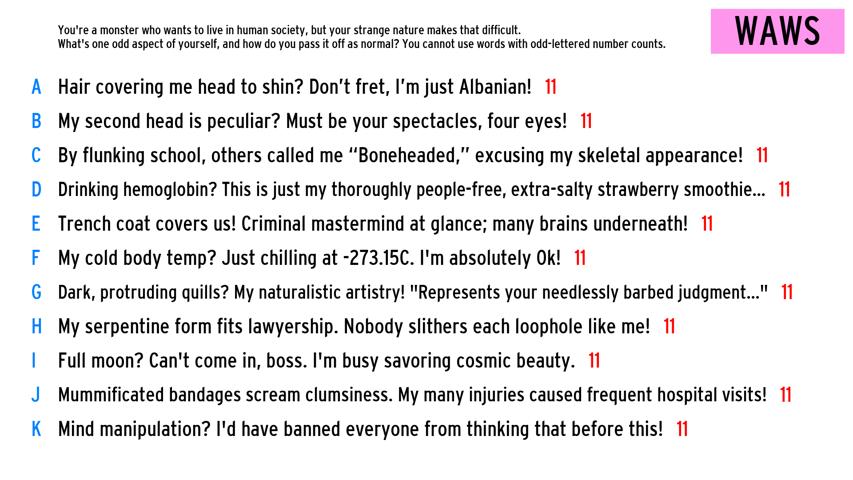 You're a monster who wants to live in human society, but your strange nature makes that difficult.
What's one odd aspect of yourself, and how do you pass it off as normal? You cannot use words with odd-lettered number counts.
WAWS
A Hair covering me head to shin? Don’t fret, I’m just Albanian! 11
B My second head is peculiar? Must be your spectacles, four eyes! 11
C By flunking school, others called me “Boneheaded,” excusing my skeletal appearance! 11
D Drinking hemoglobin? This is just my thoroughly people-free, extra-salty strawberry smoothie... 11
E Trench coat covers us! Criminal mastermind at glance; many brains underneath! 11
F My cold body temp? Just chilling at -273.15C. I'm absolutely 0k! 11
G Dark, protruding quills? My naturalistic artistry! "Represents your needlessly barbed judgment..." 11
H My serpentine form fits lawyership. Nobody slithers each loophole like me! 11
I Full moon? Can't come in, boss. I'm busy savoring cosmic beauty. 11
J Mummificated bandages scream clumsiness. My many injuries caused frequent hospital visits! 11
K Mind manipulation? I'd have banned everyone from thinking that before this! 11